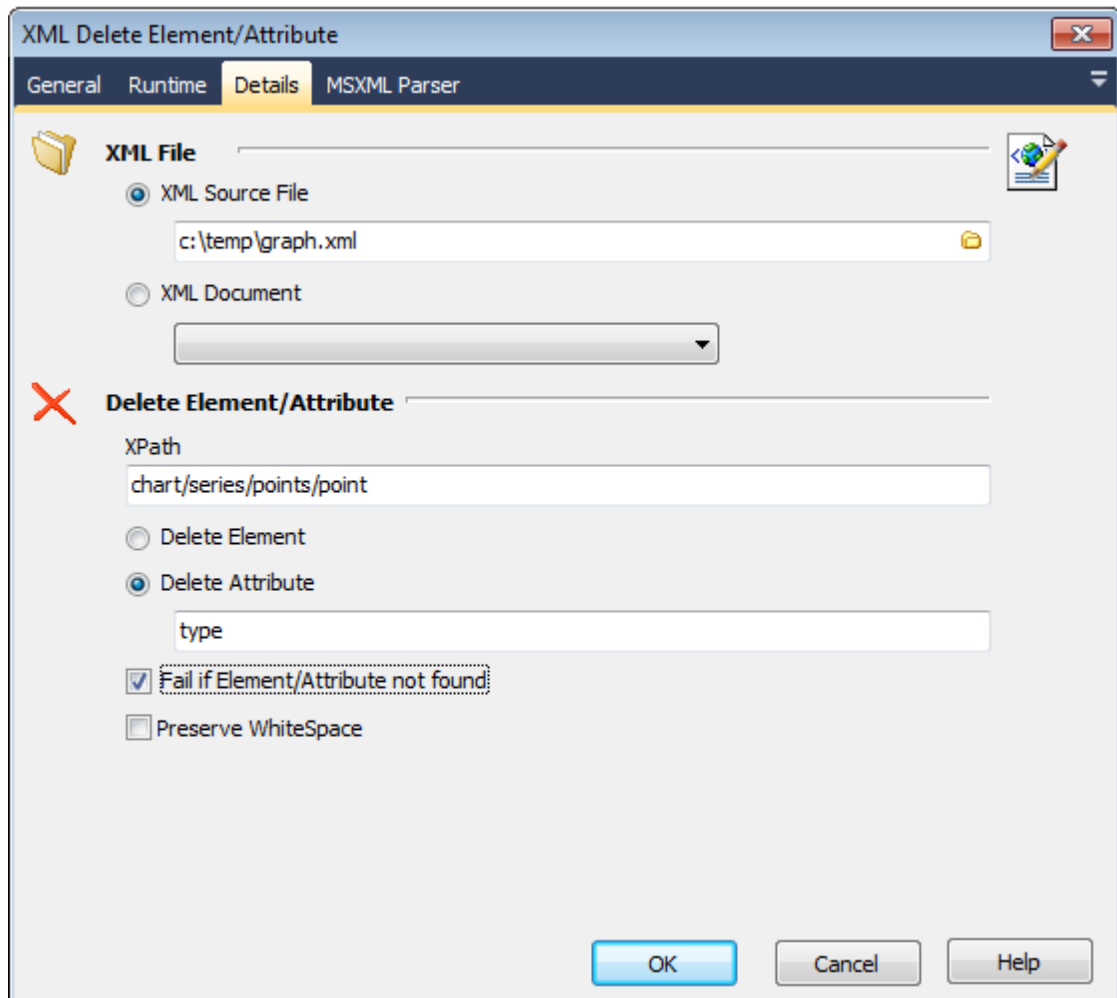 XML Delete Element/Attribute
General Runtime Details MSXML Parser
XML File
XML Source File
c:\temp\graph.xml
XML Document
Delete Element/Attribute
XPath
chart/series/points/point
Delete Element
Delete Attribute
type
Fail if Element/Attribute not found
Preserve WhiteSpace
OK Cancel Help